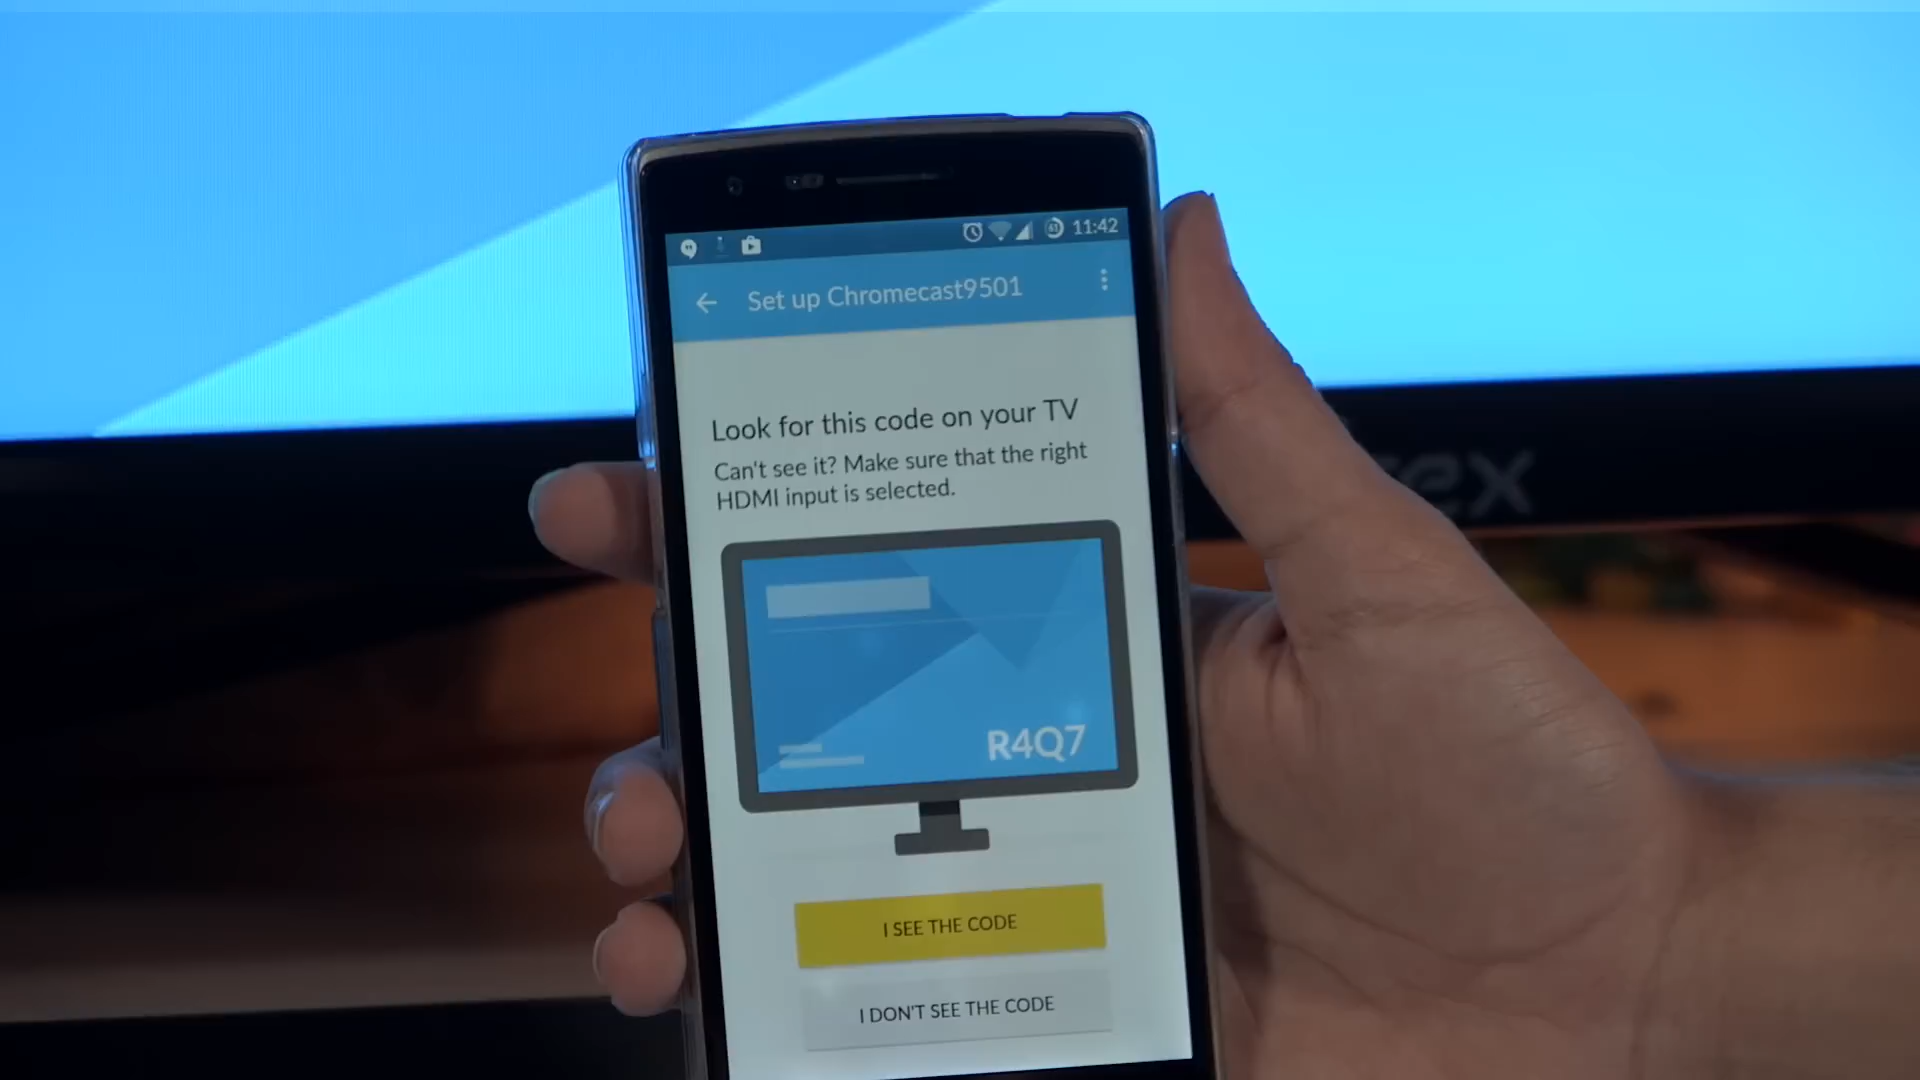 11:42
Set up Chromecast9501
Look for this code on your TV
Can't see it? Make sure that the right
HDMI input is selected.
R4Q7
I SEE THE CODE
I DON'T SEE THE CODE